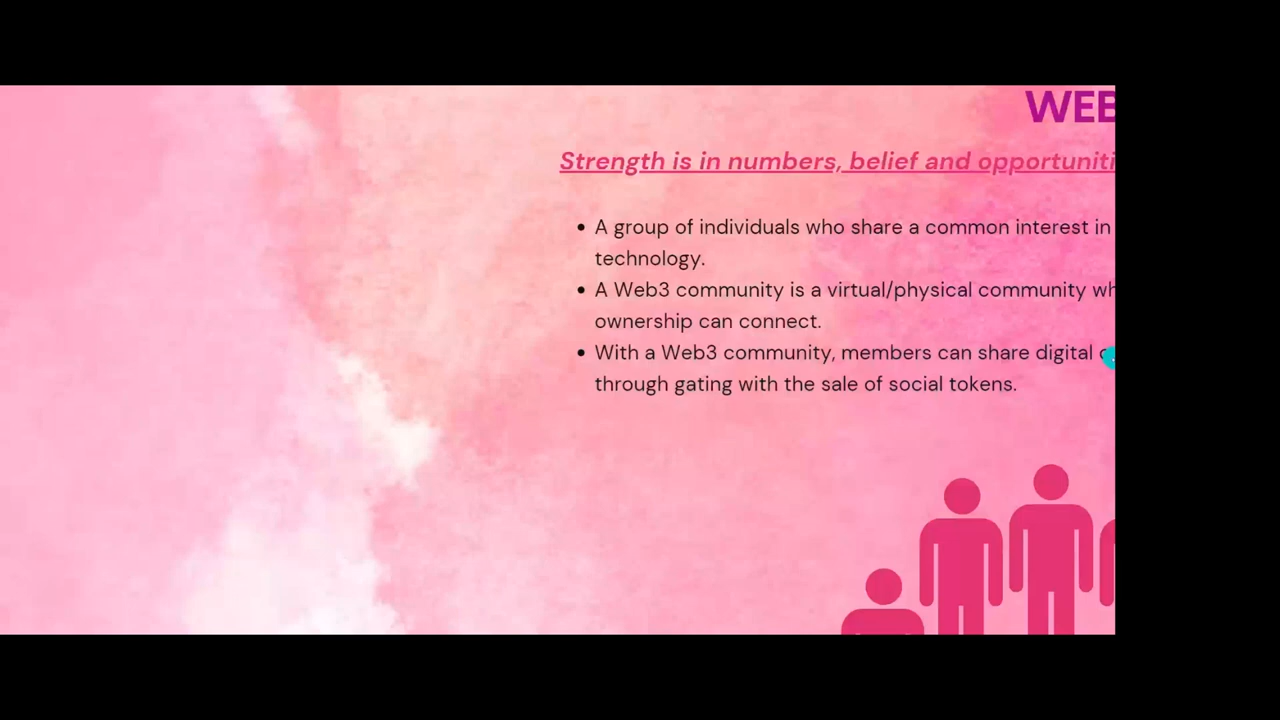 WEB
Strength is in numbers, belief and opportuniti
• A group of individuals who share a common interest in
technology.
• A Web3 community is a virtual/physical community wh
ownership can connect.
• With a Web3 community, members can share digital
through gating with the sale of social tokens.